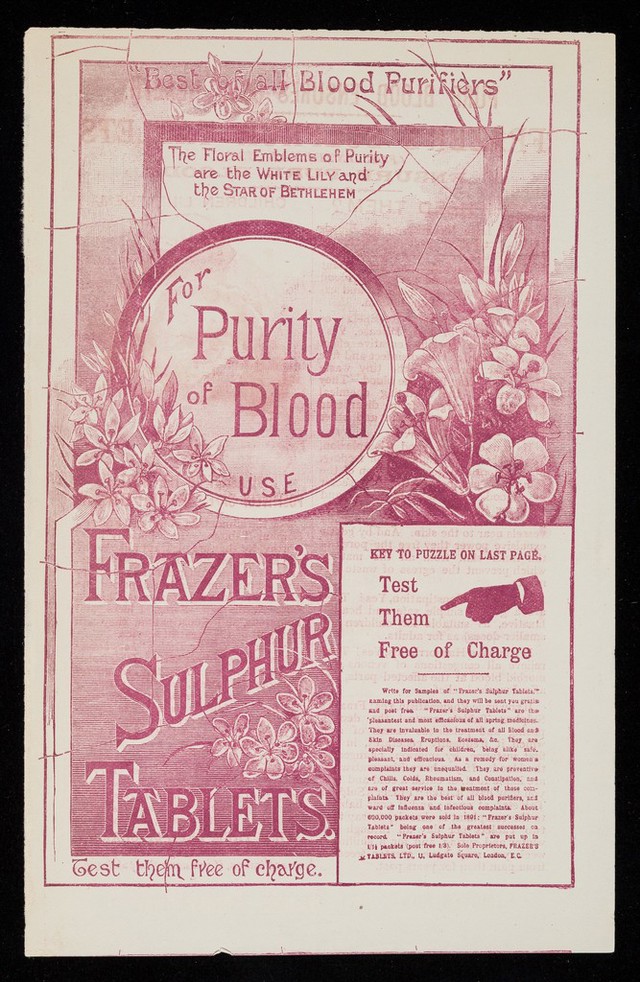 "Best of all Blood Purifiers"
The Floral Emblems of Purity
are the WHITE LILY and
the STAR OF BETHLEHEM
For
Purity
of Blood
USE
FRAZER'S
SULPHUR
TABLETS.
Test them free of charge.
KEY TO PUZZLE ON LAST PAGE.
Test
Them
Free of Charge
Write for Samples of "Frazer's Sulphur Tablets,"
naming this publication, and they will be sent you gratis
and post free. "Frazer's Sulphur Tablets" are the
pleasantest and most efficacious of all spring medicines.
They are invaluable in the treatment of all Blood and
Skin Diseases, Eruptions, Eczema, &c. They are
specially indicated for children, being alike safe,
pleasant, and efficacious. As a remedy for women's
complaints they are unequalled. They are preventive
of Chills, Colds, Rheumatism, and Constipation, and
are of great service in the treatment of those com-
plaints. They are the best of all blood purifiers, and
ward off influenza and infectious complaints. About
600,000 packets were sold in 1891; "Frazer's Sulphur
Tablets" being one of the greatest successes on
record. "Frazer's Sulphur Tablets" are put up in
1/1½ packets (post free 1/3). Sole Proprietors, FRAZER'S
TABLETS, LTD., Ludgate Square, London, E.C.